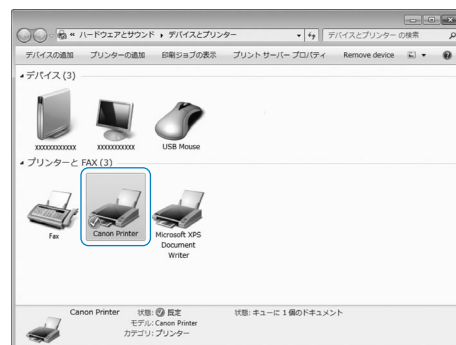 « ハードウェアとサウンド ▸ デバイスとプリンター
デバイスとプリンター の検索
デバイスの追加 プリンターの追加 印刷ジョブの表示 プリント サーバー プロパティ Remove device
デバイス (3)
XXXXXXXXXXXX
XXXXXXXXXXX
USB Mouse
プリンターと FAX (3)
Fax
Canon Printer
Microsoft XPS
Document
Writer
Canon Printer 状態: 既定 状態: キューに 1 個のドキュメント
モデル: Canon Printer
カテゴリ: プリンター